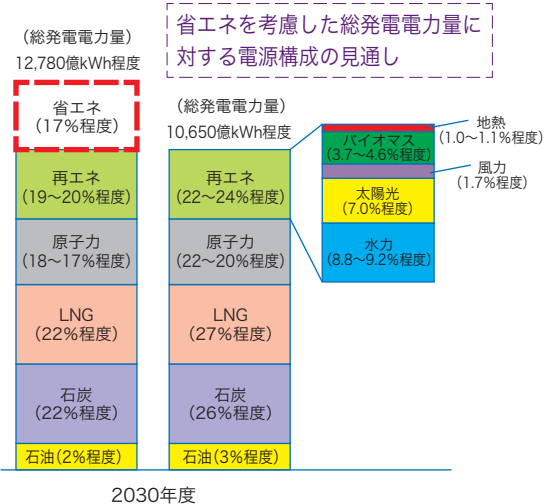 省エネを考慮した総発電電力量に
対する電源構成の見通し
（総発電電力量）
12,780億kWh程度
省エネ
（17%程度）
再エネ
（19〜20%程度）
原子力
（18〜17%程度）
LNG
（22%程度）
石炭
（22%程度）
石油（2%程度）
（総発電電力量）
10,650億kWh程度
再エネ
（22〜24%程度）
原子力
（22〜20%程度）
LNG
（27%程度）
石炭
（26%程度）
石油（3%程度）
地熱
（1.0〜1.1%程度）
バイオマス
（3.7〜4.6%程度）
風力
（1.7%程度）
太陽光
（7.0%程度）
水力
（8.8〜9.2%程度）
2030年度